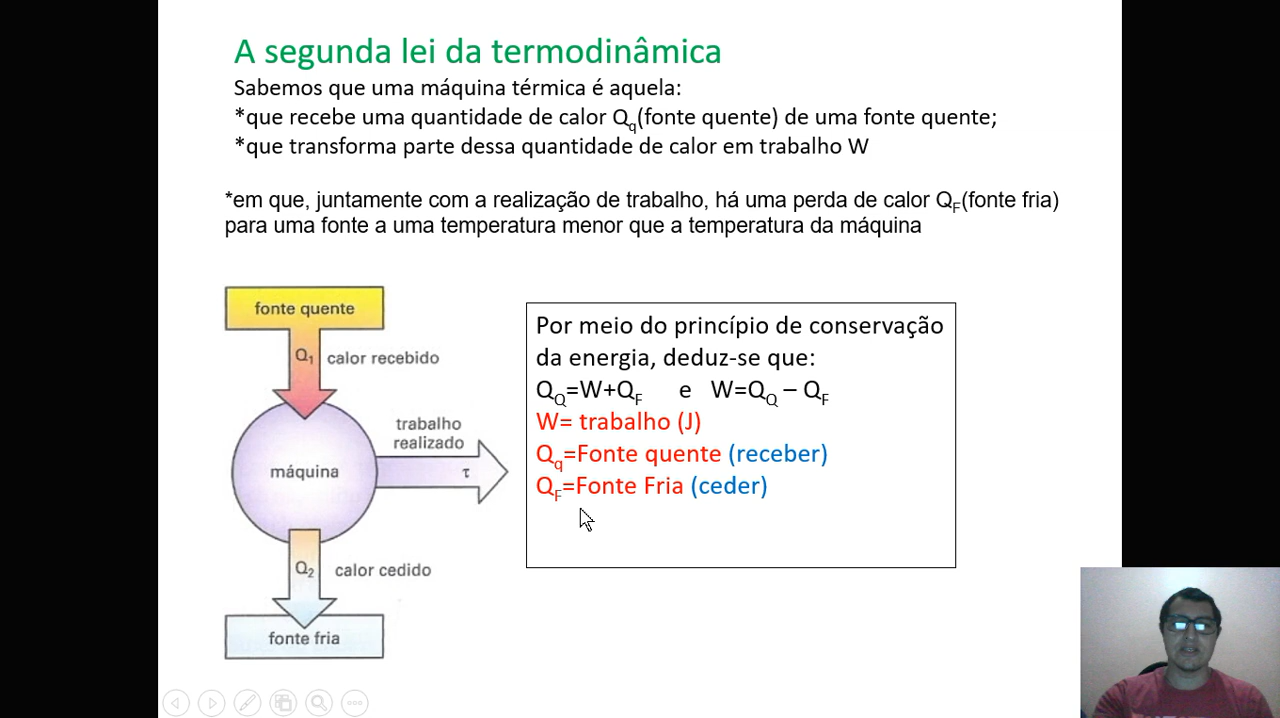 A segunda lei da termodinâmica
Sabemos que uma máquina térmica é aquela:
*que recebe uma quantidade de calor Qq(fonte quente) de uma fonte quente;
*que transforma parte dessa quantidade de calor em trabalho W
*em que, juntamente com a realização de trabalho, há uma perda de calor QF(fonte fria)
para uma fonte a uma temperatura menor que a temperatura da máquina
fonte quente
Q1 calor recebido
trabalho
realizado
máquina
τ
Q2 calor cedido
fonte fria
Por meio do princípio de conservação
da energia, deduz-se que:
QQ=W+QF e W=QQ – QF
W= trabalho (J)
Qq=Fonte quente (receber)
QF=Fonte Fria (ceder)